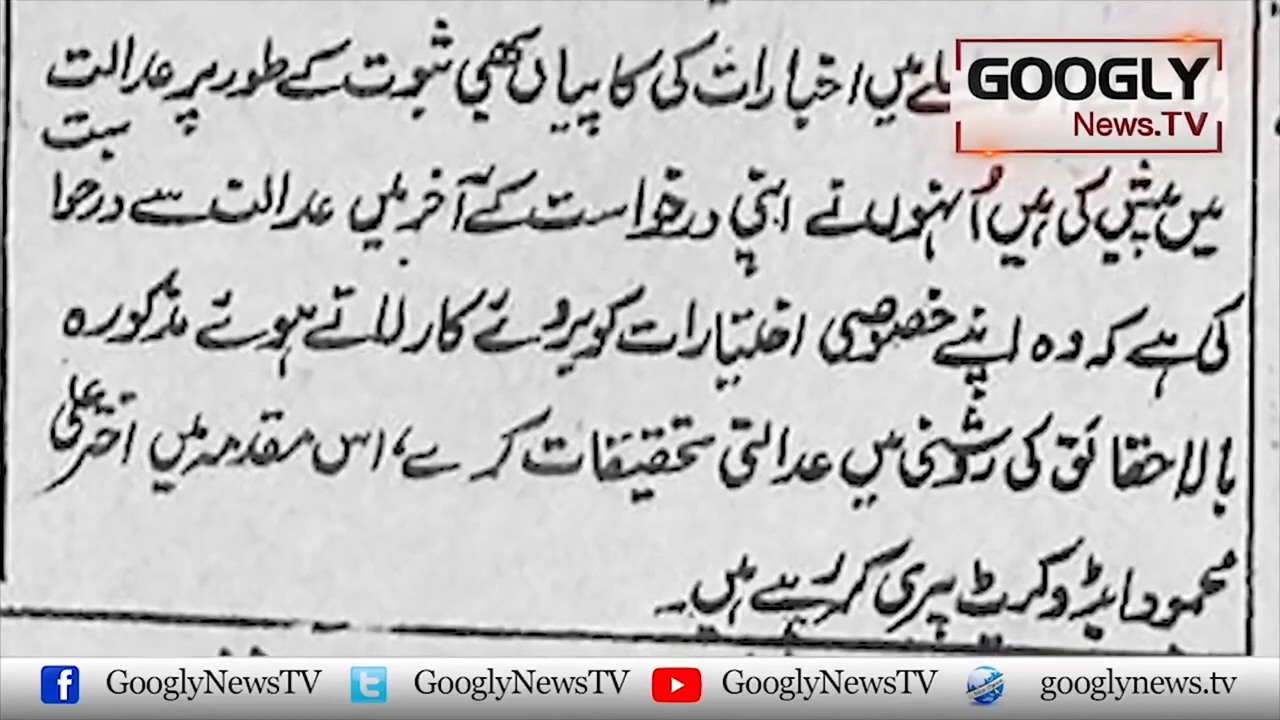 GOOGLY
News.TV
میں اخبارات کی کاپیاں بھی ثبوت کے طور پر عدالت
میں پیش کی ہیں اُنہوں نے اپنی درخواست کے آخر میں عدالت سے درخواست
کی ہے کہ وہ اپنے خصوصی اختیارات کو بروئے کار لاتے ہوئے مذکورہ
بالا حقائق کی روشنی میں عدالتی تحقیقات کرے، اس مقدمہ میں اختر علی
محمود ایڈوکیٹ پیروی کر رہے ہیں۔
GooglyNewsTV GooglyNewsTV GooglyNewsTV googlynews.tv